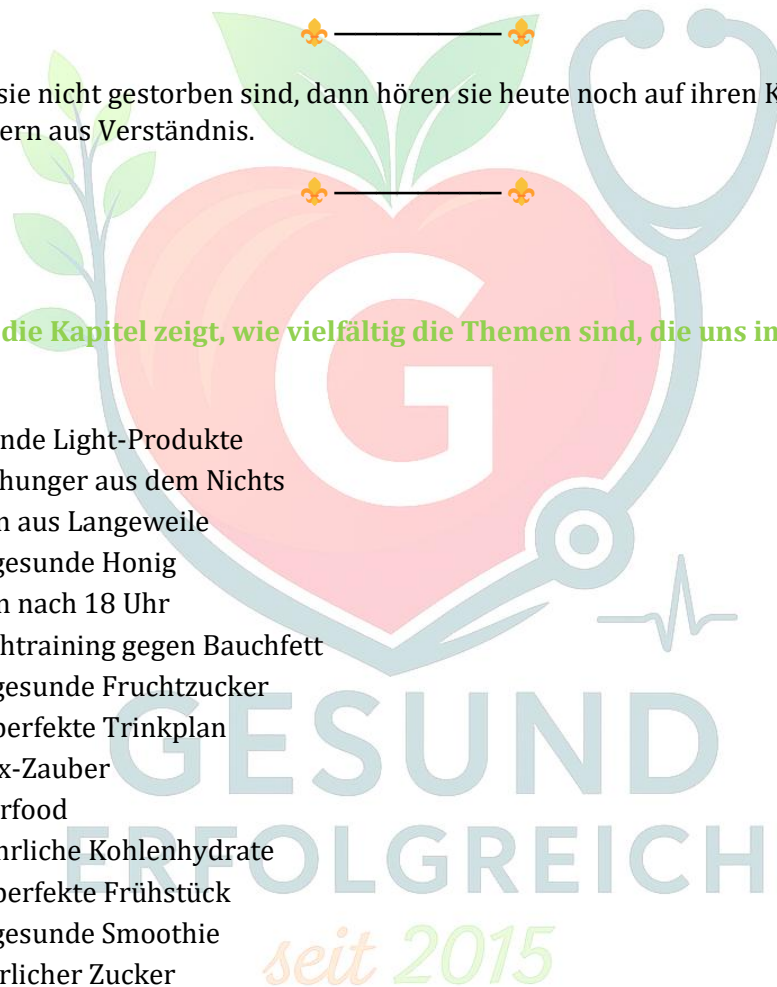 sie nicht gestorben sind, dann hören sie heute noch auf ihren
ern aus Verständnis.
die Kapitel zeigt, wie vielfältig die Themen sind, die uns in
G
nde Light-Produkte
hunger aus dem Nichts
n aus Langeweile
gesunde Honig
n nach 18 Uhr
htraining gegen Bauchfett
gesunde Fruchtzucker
perfekte Trinkplan
x-Zauber
rfood
hrliche Kohlenhydrate
perfekte Frühstück
gesunde Smoothie
rlicher Zucker
GESUND
ERFOLGREICH
seit 2015